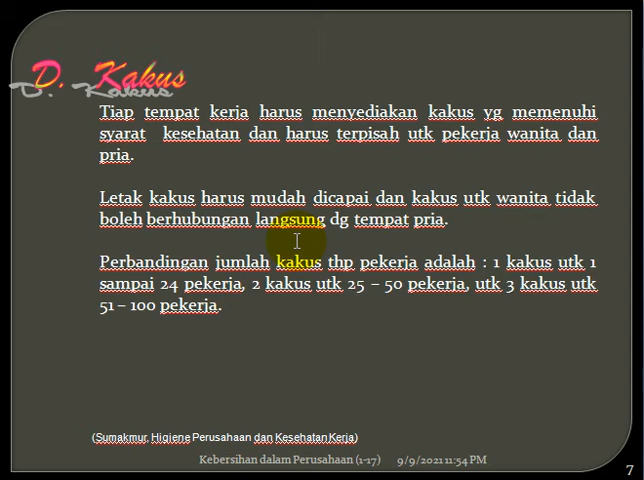 D. Kakus
Tiap tempat kerja harus menyediakan kakus yg memenuhi
syarat kesehatan dan harus terpisah utk pekerja wanita dan
pria.
Letak kakus harus mudah dicapai dan kakus utk wanita tidak
boleh berhubungan langsung dg tempat pria.
Perbandingan jumlah kakus thp pekerja adalah : 1 kakus utk 1
sampai 24 pekerja, 2 kakus utk 25 – 50 pekerja, utk 3 kakus utk
51 – 100 pekerja.
(Sumakmur, Higiene Perusahaan dan Kesehatan Kerja)
Kebersihan dalam Perusahaan (1-17) 9/9/2021 11:54 PM
7